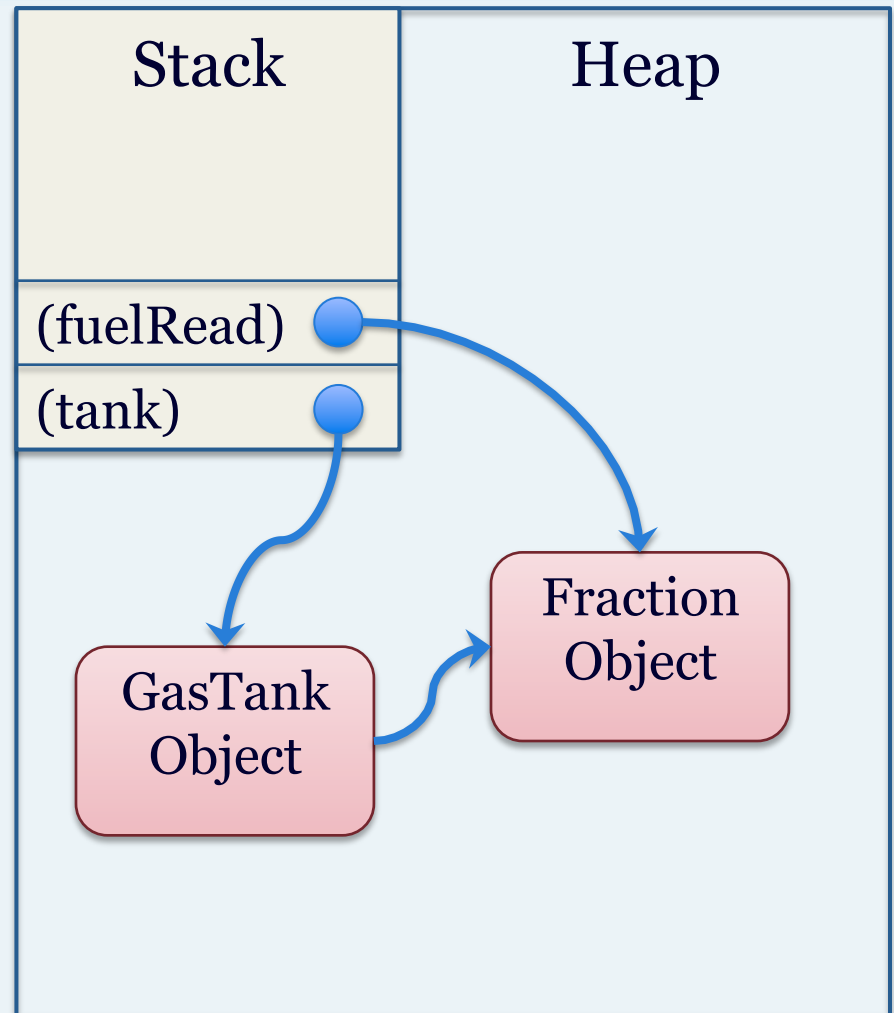 Stack
Heap
(fuelRead)
(tank)
Fraction
Object
GasTank
Object